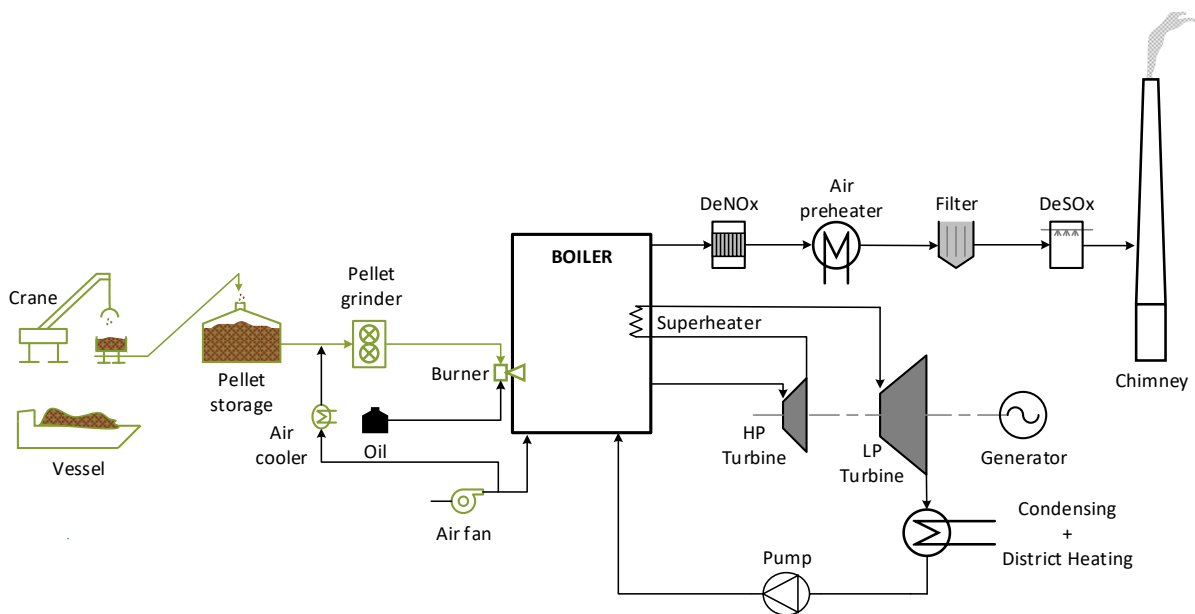 DeNOx
Air
preheater
Filter
DeSOx
BOILER
Crane
Pellet
grinder
Superheater
Burner
Pellet
storage
Chimney
Air
cooler
Oil
HP
Turbine
LP
Turbine
Generator
Vessel
Air fan
Condensing
+
District Heating
Pump